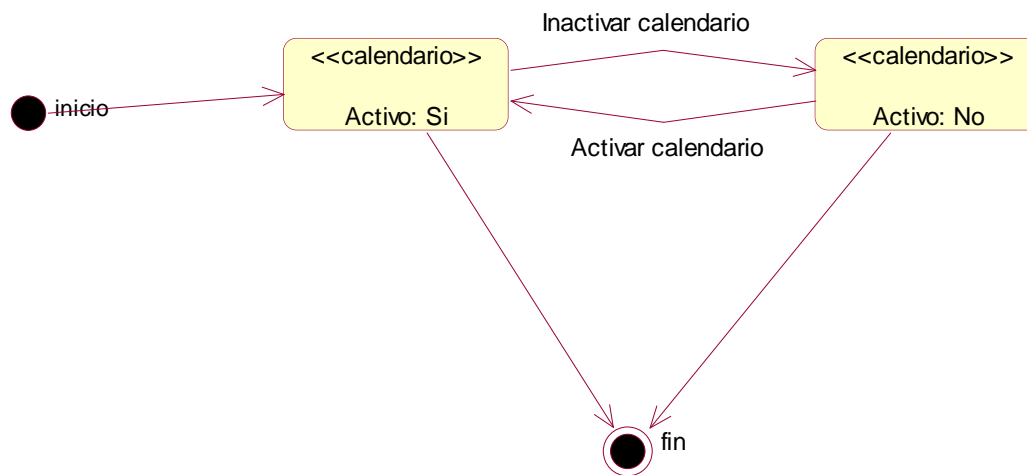 Inactivar calendario
<<calendario>>
<<calendario>>
inicio
Activo: Si
Activo: No
Activar calendario
fin